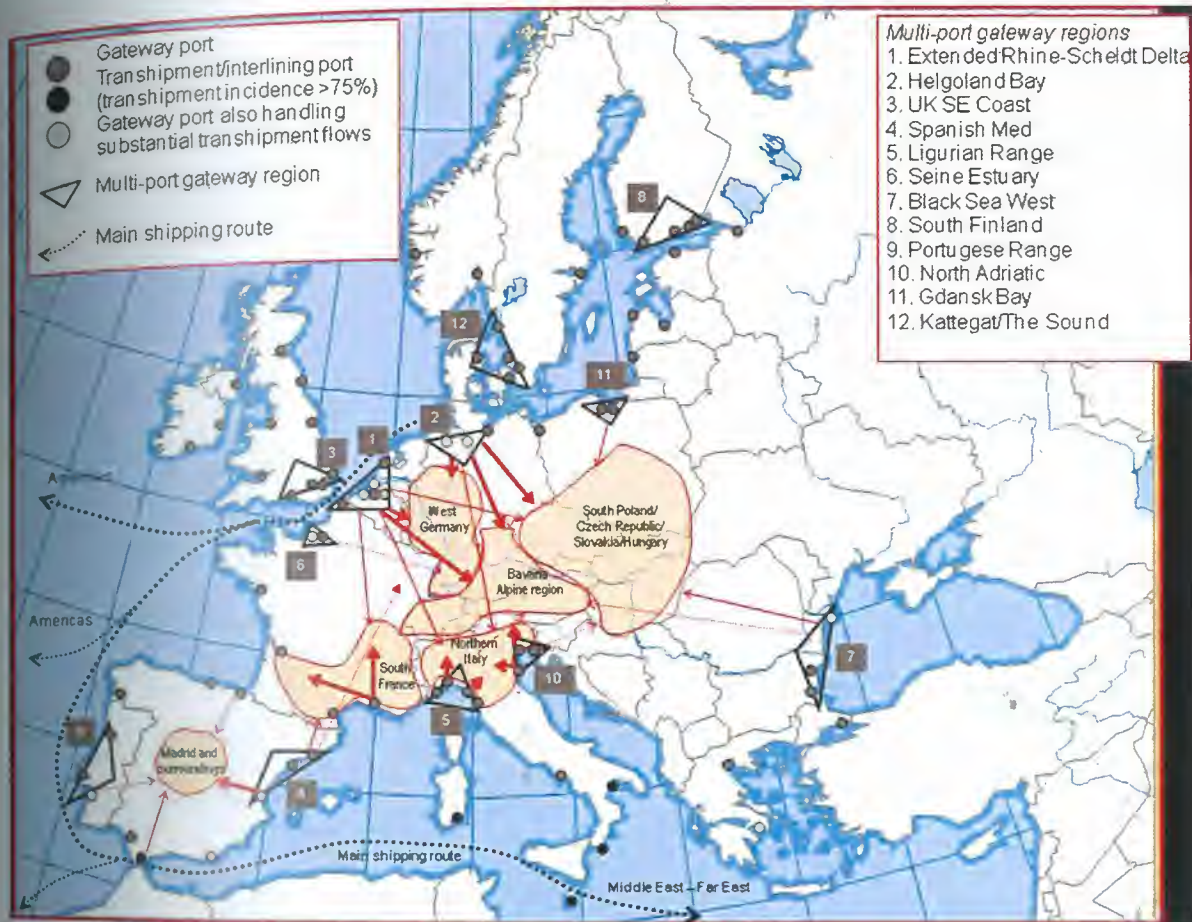 Gateway port
Transhipment/interlining port
(transhipment incidence >75%)
Gateway port also handling
substantial transhipment flows
Multi-port gateway region
Main shipping route
Multi-port gateway regions
1. Extended Rhine-Scheldt Delta
2. Helgoland Bay
3. UK SE Coast
4. Spanish Med
5. Ligurian Range
6. Seine Estuary
7. Black Sea West
8. South Finland
9. Portugese Range
10. North Adriatic
11. Gdansk Bay
12. Kattegat/The Sound
8
12
11
2
1
3
West
Germany
South Poland/
Czech Republic/
Slovakia/Hungary
6
Bavaria
Alpine region
Americas
Northern
Italy
South
France
7
10
5
Madrid and
surroundings
Main shipping route
Middle East - Far East